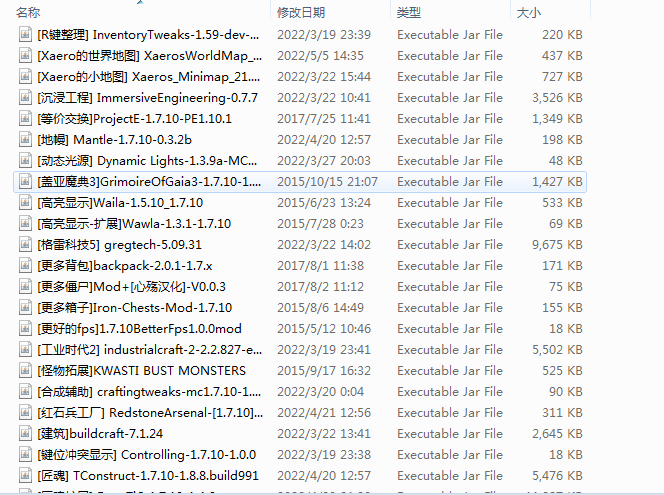 名称 修改日期 类型 大小
[R键整理] InventoryTweaks-1.59-dev-... 2022/3/19 23:39 Executable Jar File 220 KB
[Xaero的世界地图] XaerosWorldMap_... 2022/5/5 14:35 Executable Jar File 437 KB
[Xaero的小地图] Xaeros_Minimap_21.... 2022/3/22 15:44 Executable Jar File 727 KB
[沉浸工程] ImmersiveEngineering-0.7.7 2022/3/22 10:41 Executable Jar File 3,526 KB
[等价交换]ProjectE-1.7.10-PE1.10.1 2017/7/25 11:41 Executable Jar File 1,349 KB
[地幔] Mantle-1.7.10-0.3.2b 2022/4/20 12:57 Executable Jar File 198 KB
[动态光源] Dynamic Lights-1.3.9a-MC... 2022/3/27 20:03 Executable Jar File 48 KB
[盖亚魔典3]GrimoireOfGaia3-1.7.10-1.... 2015/10/15 21:07 Executable Jar File 1,427 KB
[高亮显示]Waila-1.5.10_1.7.10 2015/6/23 13:24 Executable Jar File 533 KB
[高亮显示-扩展]Wawla-1.3.1-1.7.10 2015/7/28 0:23 Executable Jar File 69 KB
[格雷科技5] gregtech-5.09.31 2022/3/22 14:02 Executable Jar File 9,675 KB
[更多背包]backpack-2.0.1-1.7.x 2017/8/1 11:38 Executable Jar File 171 KB
[更多僵尸]Mod+[心殇汉化]-V0.0.3 2017/8/2 11:12 Executable Jar File 75 KB
[更多箱子]Iron-Chests-Mod-1.7.10 2015/8/6 14:49 Executable Jar File 155 KB
[更好的fps]1.7.10BetterFps1.0.0mod 2015/5/12 10:46 Executable Jar File 18 KB
[工业时代2] industrialcraft-2-2.2.827-e... 2022/3/19 23:41 Executable Jar File 5,502 KB
[怪物拓展]KWASTI BUST MONSTERS 2015/9/17 16:32 Executable Jar File 525 KB
[合成辅助] craftingtweaks-mc1.7.10-1.... 2022/3/20 0:04 Executable Jar File 90 KB
[红石兵工厂] RedstoneArsenal-[1.7.10]... 2022/4/21 12:56 Executable Jar File 311 KB
[建筑]buildcraft-7.1.24 2022/3/22 13:41 Executable Jar File 2,645 KB
[键位冲突显示] Controlling-1.7.10-1.0.0 2022/3/19 23:38 Executable Jar File 18 KB
[匠魂] TConstruct-1.7.10-1.8.8.build991 2022/4/20 12:57 Executable Jar File 5,476 KB